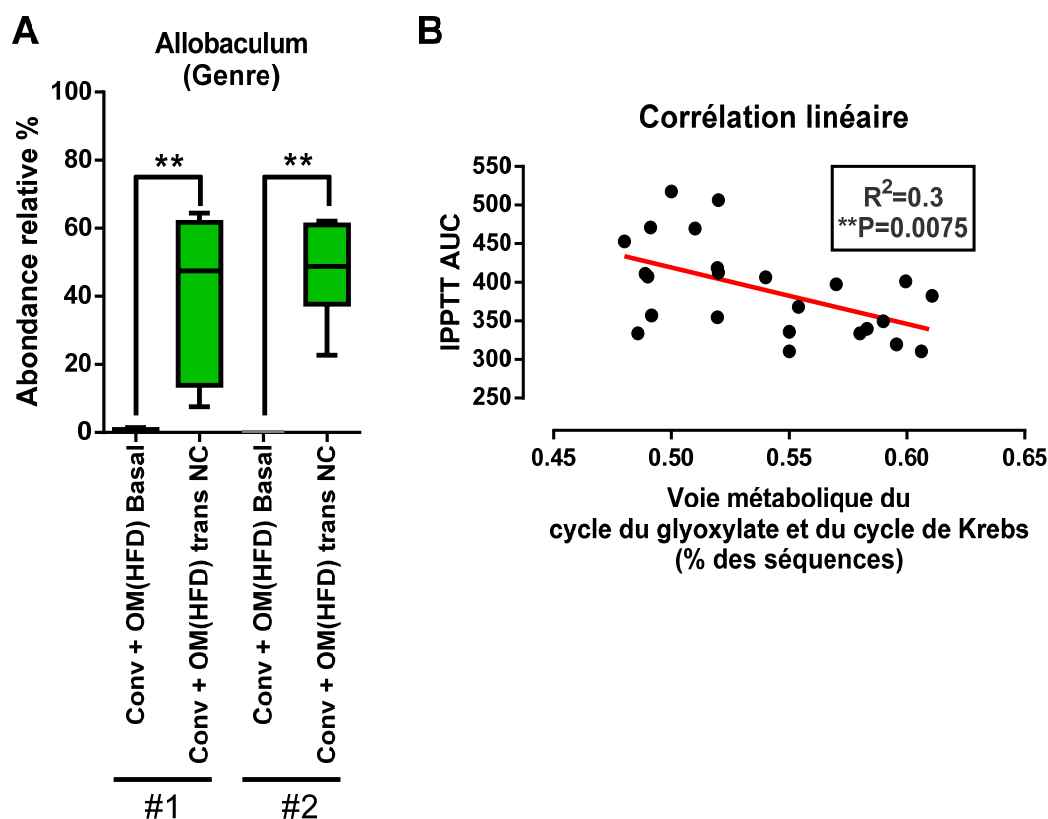 A
Allobaculum
(Genre)
Abondance relative %
100
80
60
40
20
0
**
**
Conv + OM(HFD) Basal
Conv + OM(HFD) trans NC
Conv + OM(HFD) Basal
Conv + OM(HFD) trans NC
#1
#2
B
Corrélation linéaire
R²=0.3
**P=0.0075
IPPTT AUC
550
500
450
400
350
300
250
0.45
0.50
0.55
0.60
0.65
Voie métabolique du
cycle du glyoxylate et du cycle de Krebs
(% des séquences)